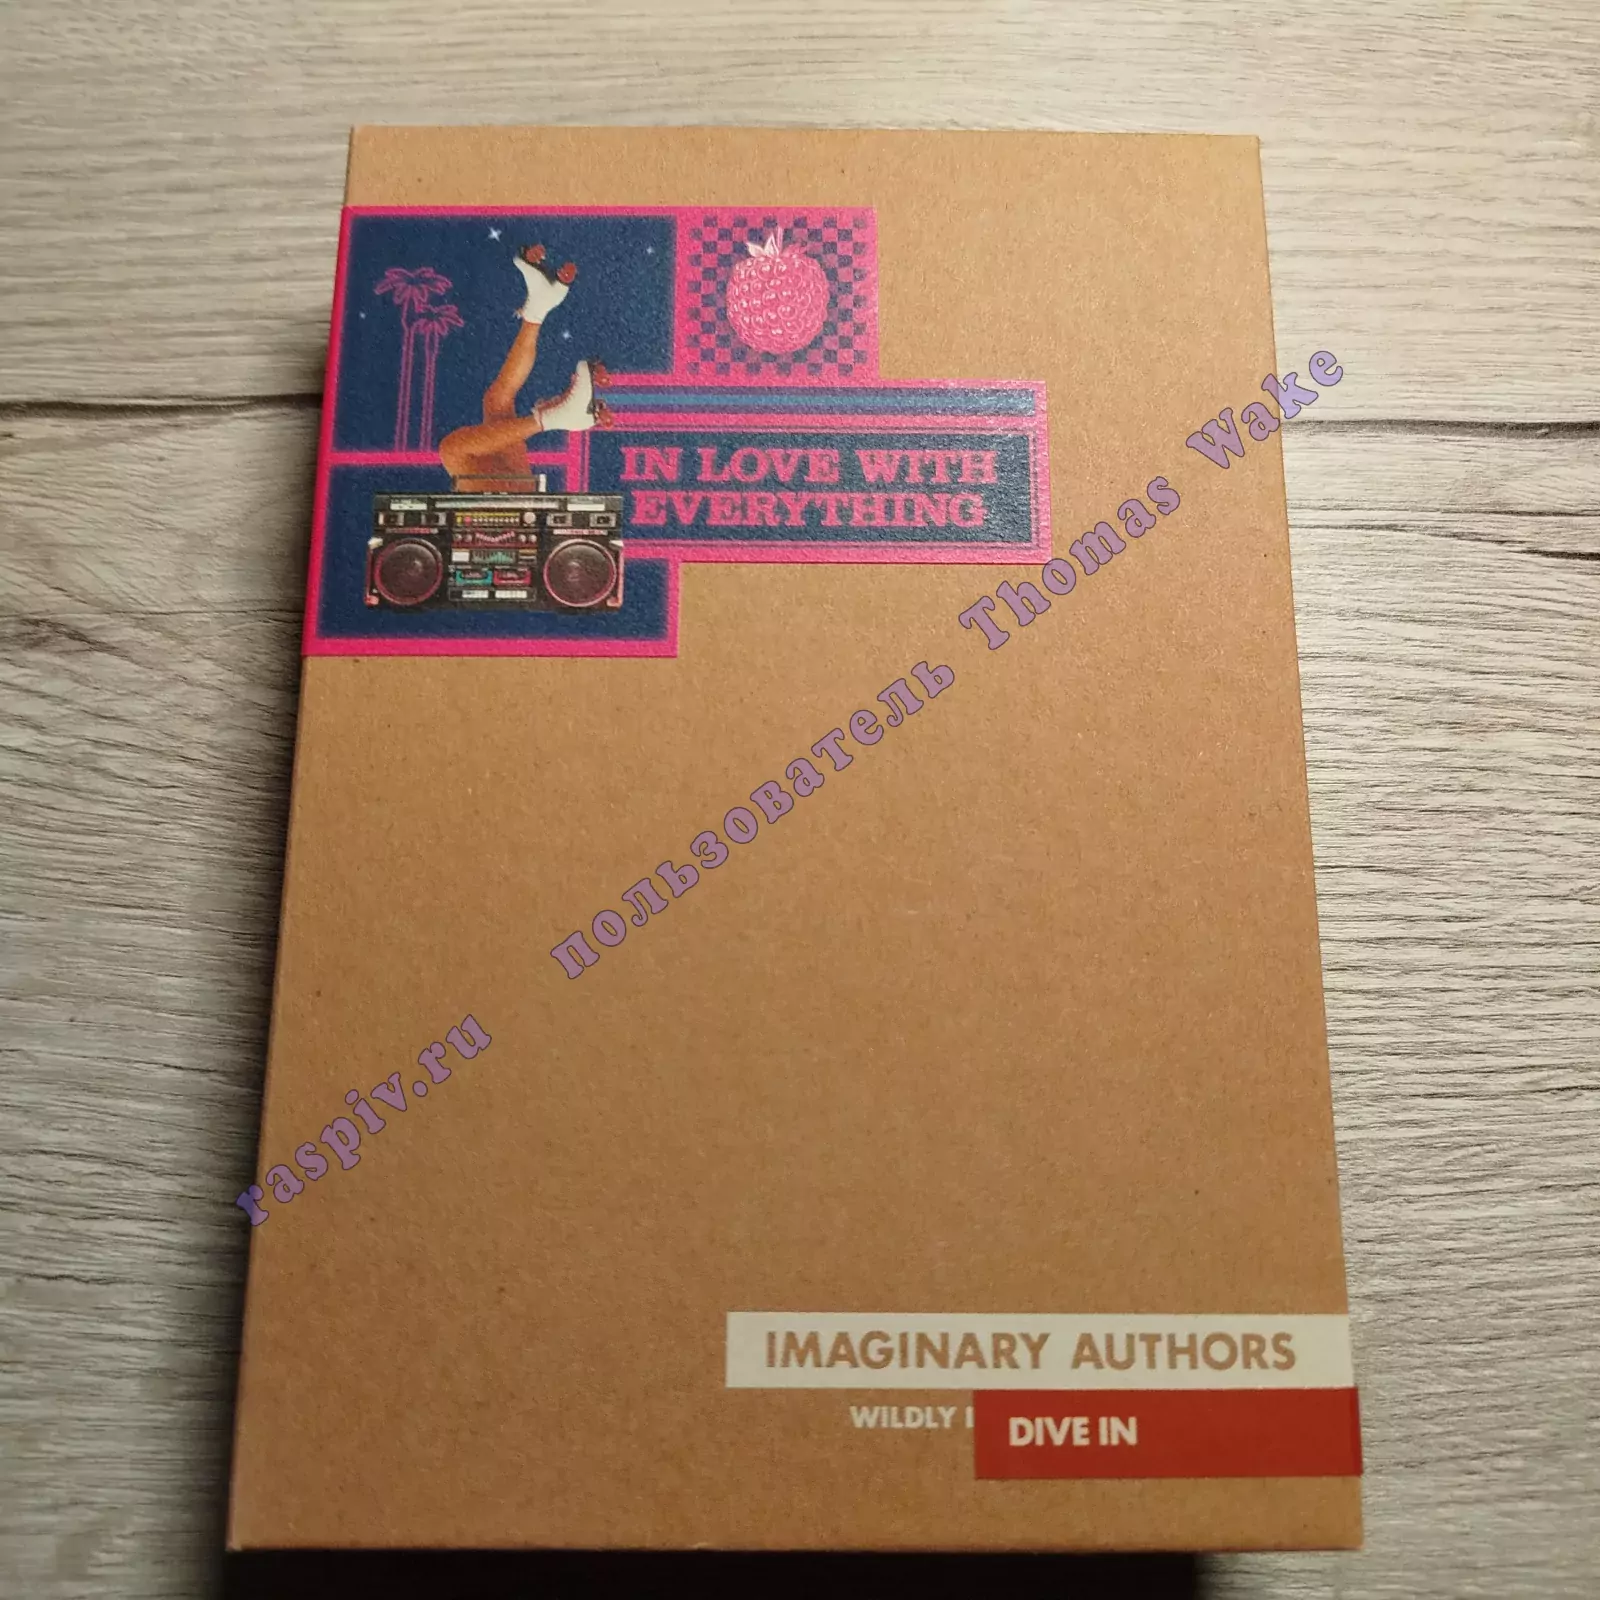 IN LOVE WITH
EVERYTHING
raspiv.ru пользователь Thomas Wake
IMAGINARY AUTHORS
WILDLY
DIVE IN